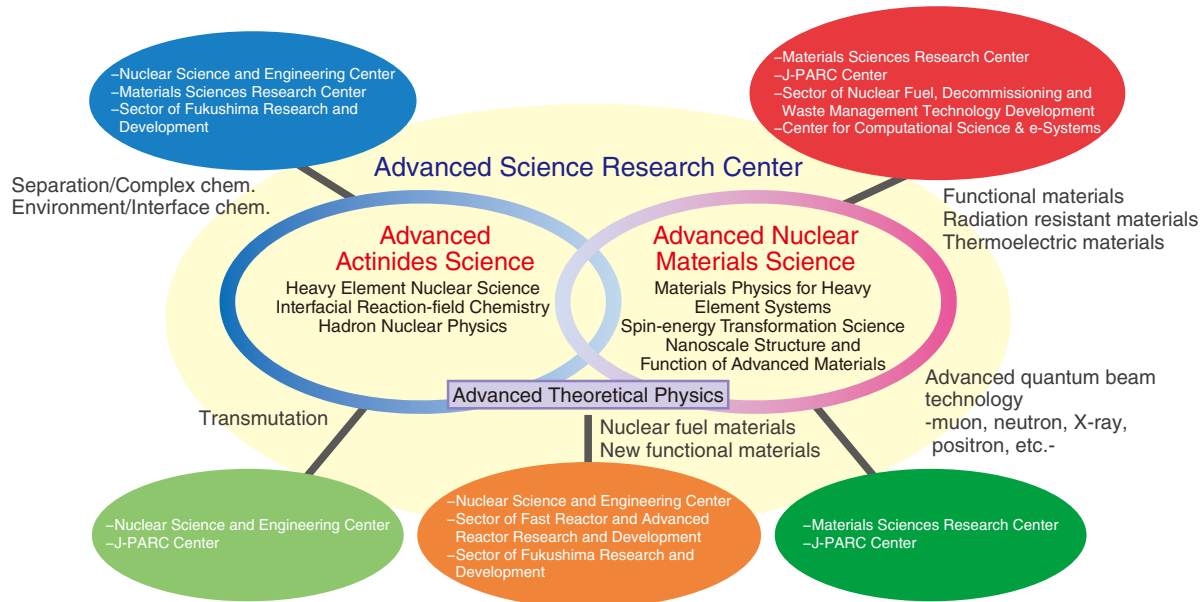 –Nuclear Science and Engineering Center
–Materials Sciences Research Center
–Sector of Fukushima Research and
Development
–Materials Sciences Research Center
–J-PARC Center
–Sector of Nuclear Fuel, Decommissioning and
Waste Management Technology Development
–Center for Computational Science & e-Systems
Advanced Science Research Center
Separation/Complex chem.
Environment/Interface chem.
Functional materials
Radiation resistant materials
Thermoelectric materials
Advanced
Actinides Science
Heavy Element Nuclear Science
Interfacial Reaction-field Chemistry
Hadron Nuclear Physics
Advanced Nuclear
Materials Science
Materials Physics for Heavy
Element Systems
Spin-energy Transformation Science
Nanoscale Structure and
Function of Advanced Materials
Advanced Theoretical Physics
Transmutation
Nuclear fuel materials
New functional materials
Advanced quantum beam
technology
-muon, neutron, X-ray,
positron, etc.-
–Nuclear Science and Engineering Center
–J-PARC Center
–Nuclear Science and Engineering Center
–Sector of Fast Reactor and Advanced
Reactor Research and Development
–Sector of Fukushima Research and
Development
–Materials Sciences Research Center
–J-PARC Center